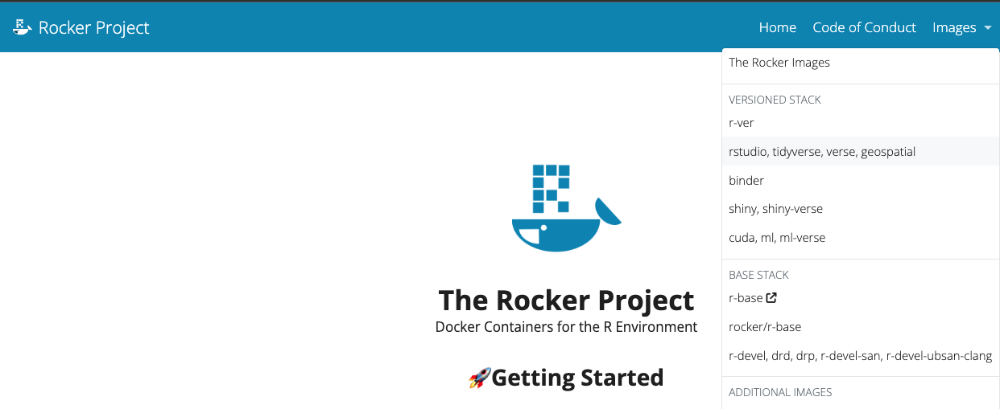 Rocker Project
Home
Code of Conduct
Images
The Rocker Images
VERSIONED STACK
r-ver
rstudio, tidyverse, verse, geospatial
binder
shiny, shiny-verse
cuda, ml, ml-verse
BASE STACK
r-base
rocker/r-base
r-devel, drd, drp, r-devel-san, r-devel-ubsan-clang
ADDITIONAL IMAGES
R
The Rocker Project
Docker Containers for the R Environment
🚀Getting Started